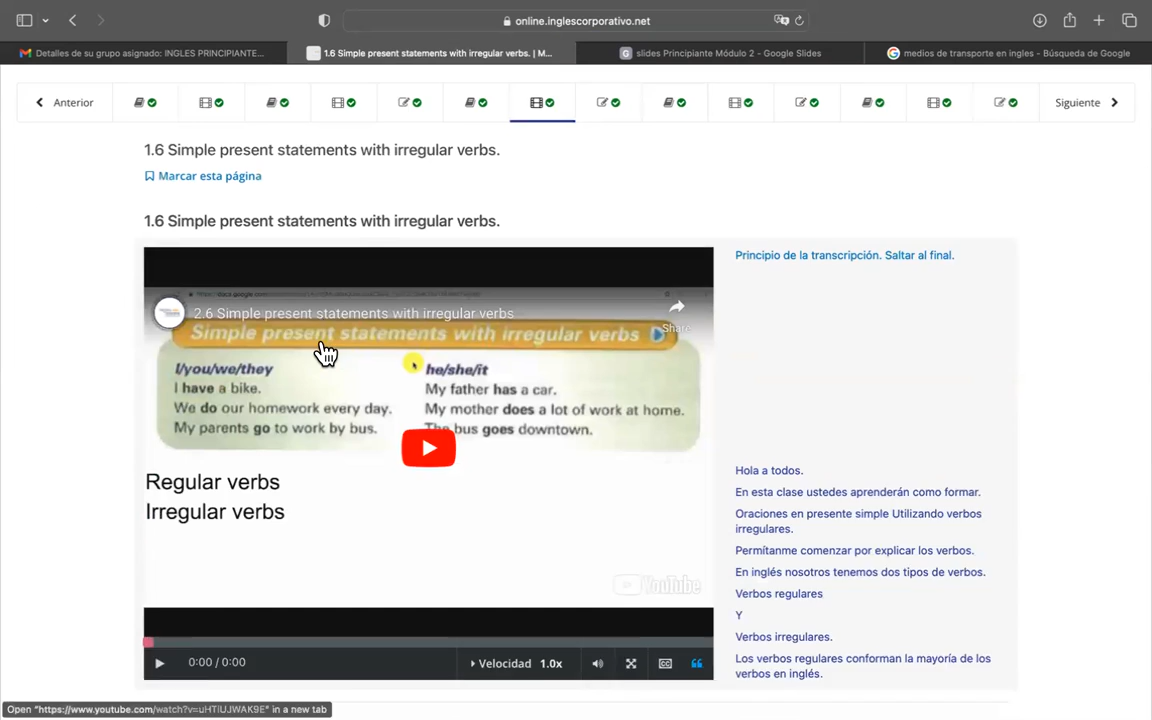 online.inglescorporativo.net
Detalles de su grupo asignado: INGLES PRINCIPIANTE...
1.6 Simple present statements with irregular verbs. | M...
slides Principiante Módulo 2 - Google Slides
medios de transporte en ingles - Búsqueda de Google
Anterior
Siguiente
1.6 Simple present statements with irregular verbs.
Marcar esta página
1.6 Simple present statements with irregular verbs.
2.6 Simple present statements with irregular verbs
Share
Simple present statements with irregular verbs
I/you/we/they
I have a bike.
We do our homework every day.
My parents go to work by bus.
he/she/it
My father has a car.
My mother does a lot of work at home.
The bus goes downtown.
Regular verbs
Irregular verbs
YouTube
0:00 / 0:00
Velocidad 1.0x
CC
Principio de la transcripción. Saltar al final.
Hola a todos.
En esta clase ustedes aprenderán como formar.
Oraciones en presente simple Utilizando verbos
irregulares.
Permítanme comenzar por explicar los verbos.
En inglés nosotros tenemos dos tipos de verbos.
Verbos regulares
Y
Verbos irregulares.
Los verbos regulares conforman la mayoría de los
verbos en inglés.
Open "https://www.youtube.com/watch?v=uHTiUJWAK9E" in a new tab